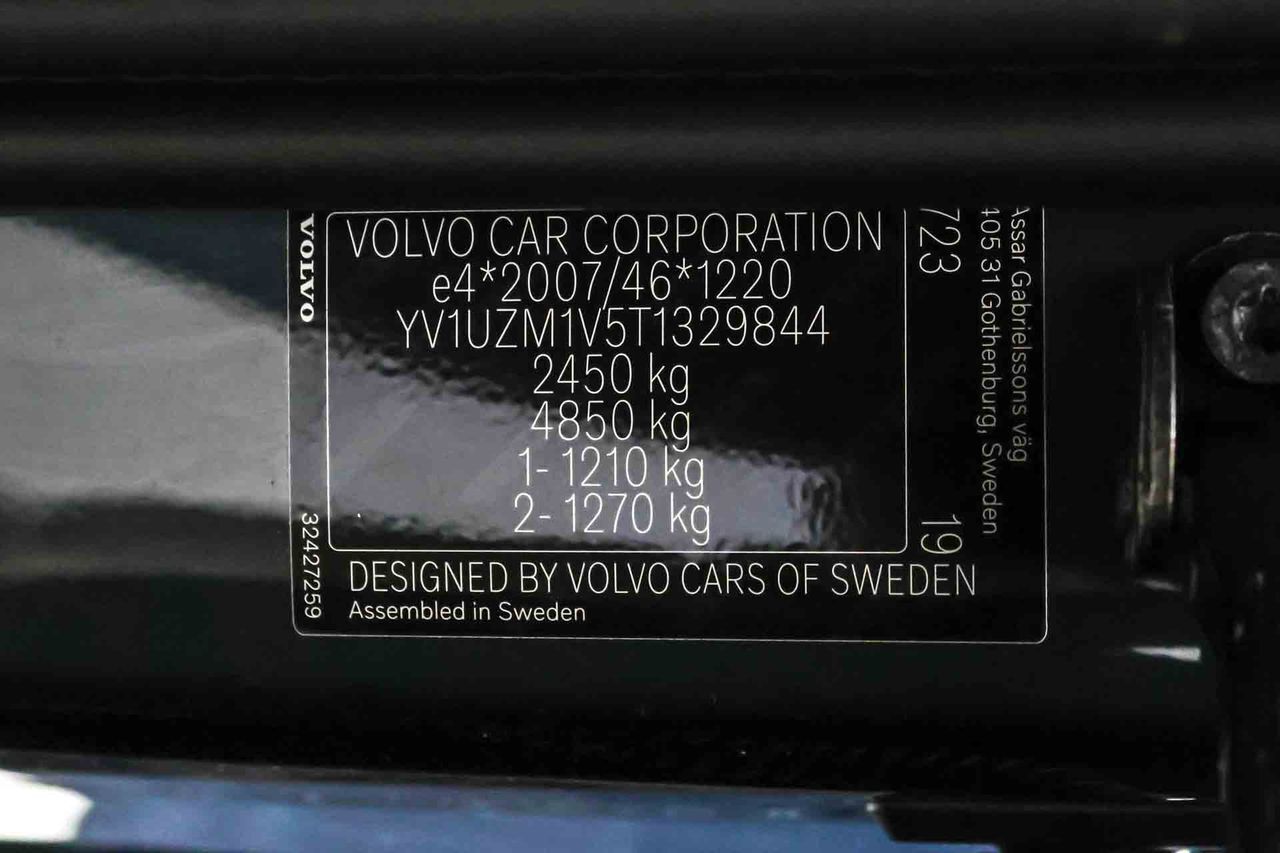 VOLVO
32427259
VOLVO CAR CORPORATION
e4*2007/46*1220
YV1UZM1V5T1329844
2450 kg
4850 kg
1- 1210 kg
2- 1270 kg
DESIGNED BY VOLVO CARS OF SWEDEN
Assembled in Sweden
723
19
Assar Gabrielssons väg
405 31 Gothenburg, Sweden